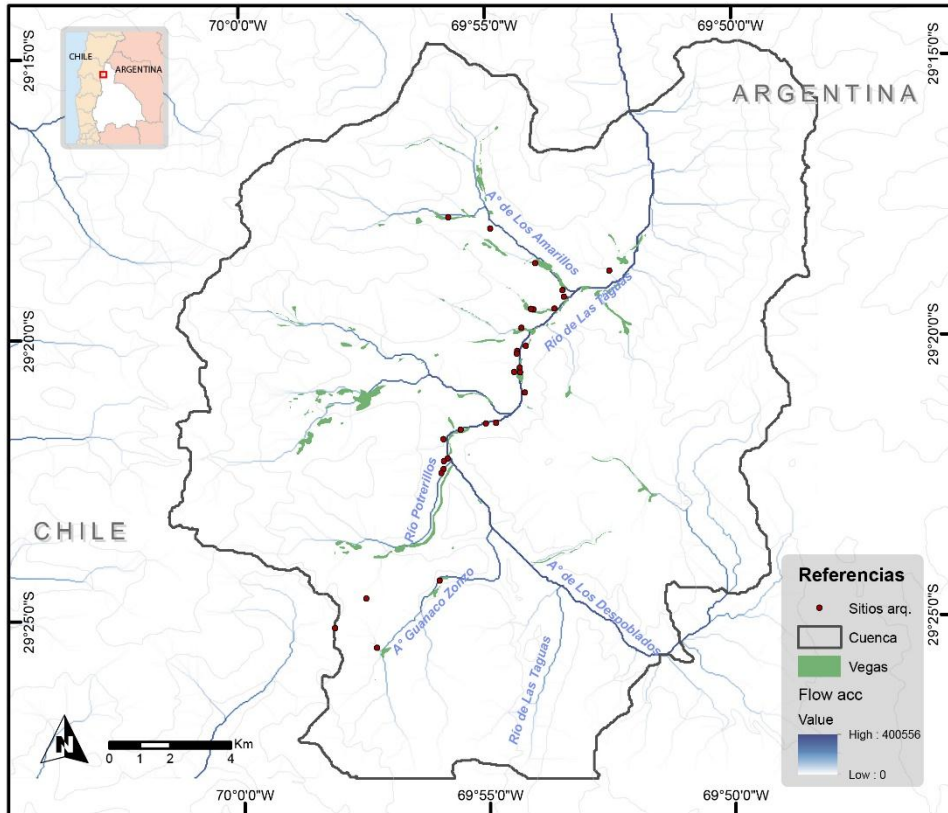 70°0'0"W
69°55'0"W
69°50'0"W
29°15'0"S
29°15'0"S
CHILE
ARGENTINA
ARGENTINA
A° de Los Amarillos
Río de Las Taguas
29°20'0"S
29°20'0"S
Río Potrerillos
CHILE
A° de Los Despoblados
A° Guanaco Zonzo
Río de Las Taguas
29°25'0"S
29°25'0"S
Referencias
Sitios arq.
Cuenca
Vegas
Flow acc
Value
High : 400556
Low : 0
N
0 1 2 4 Km
70°0'0"W
69°55'0"W
69°50'0"W